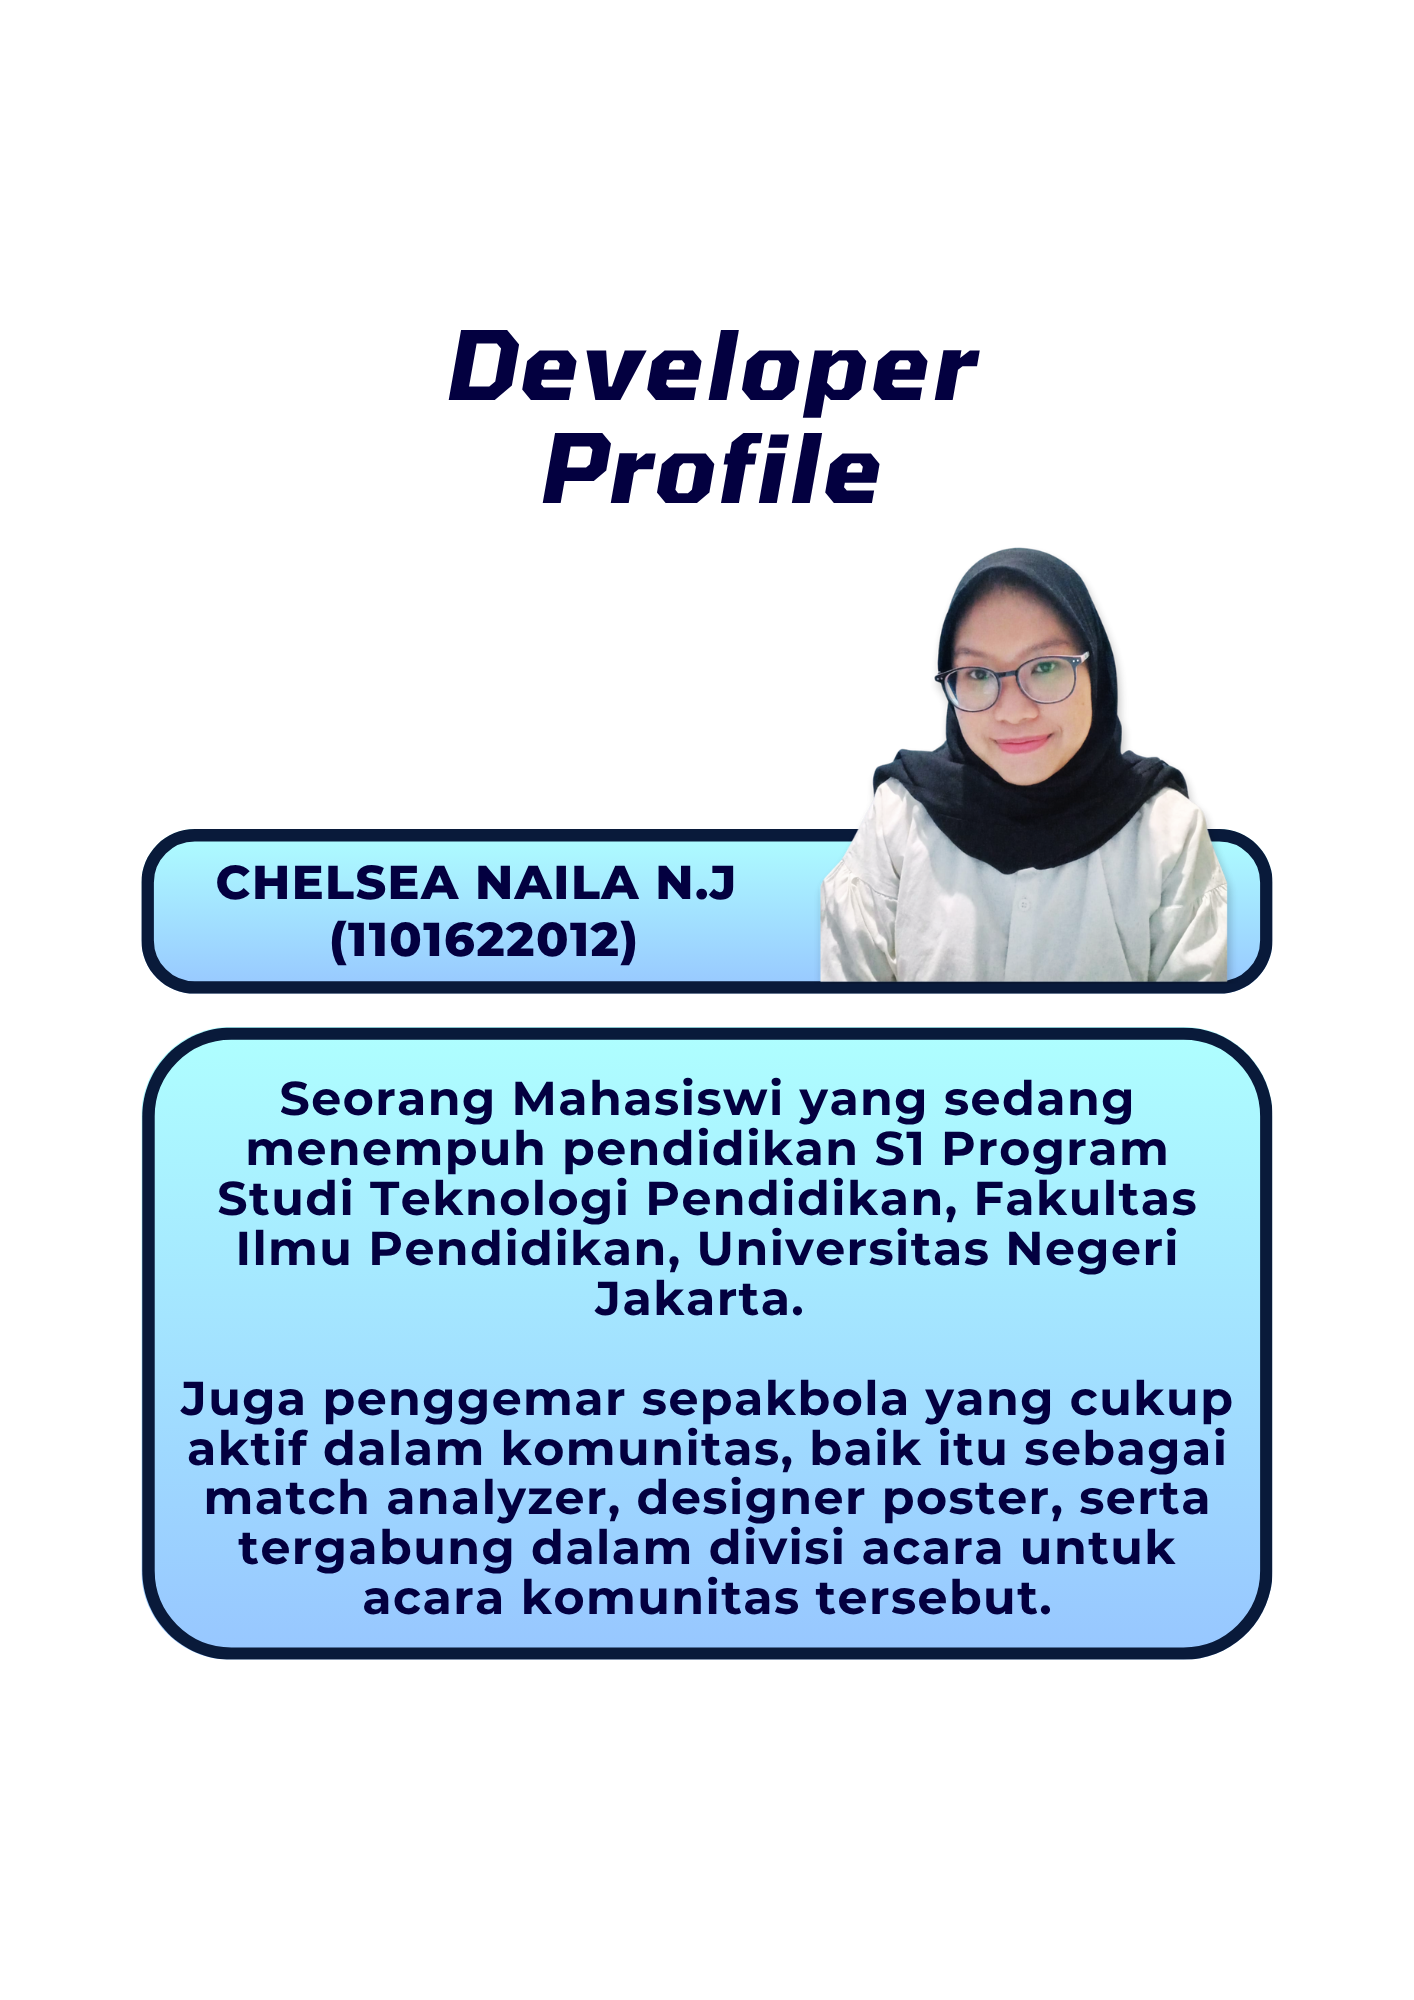 Developer
Profile
CHELSEA NAILA N.J
(1101622012)
Seorang Mahasiswi yang sedang
menempuh pendidikan S1 Program
Studi Teknologi Pendidikan, Fakultas
Ilmu Pendidikan, Universitas Negeri
Jakarta.
Juga penggemar sepakbola yang cukup
aktif dalam komunitas, baik itu sebagai
match analyzer, designer poster, serta
tergabung dalam divisi acara untuk
acara komunitas tersebut.